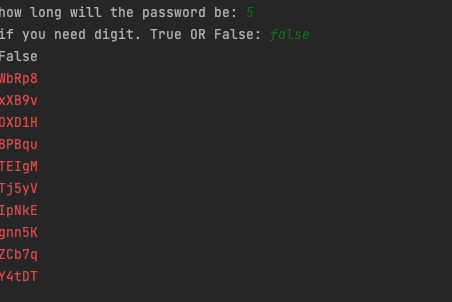 how long will the password be: 5
if you need digit. True OR False: false
False
WbRp8
xXB9v
OXD1H
BPBqu
TEIgM
Tj5yV
IpNkE
gnn5K
ZCb7q
Y4tDT